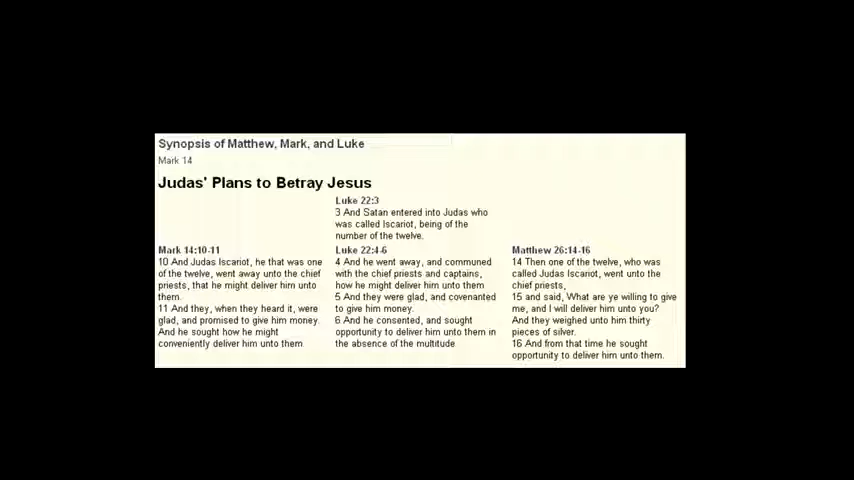 Synopsis of Matthew, Mark, and Luke
Mark 14
Judas' Plans to Betray Jesus
Luke 22:3
3 And Satan entered into Judas who
was called Iscariot, being of the
number of the twelve.
Mark 14:10-11
10 And Judas Iscariot, he that was one
of the twelve, went away unto the chief
priests, that he might deliver him unto
them.
11 And they, when they heard it, were
glad, and promised to give him money.
And he sought how he might
conveniently deliver him unto them.
Luke 22:4-6
4 And he went away, and communed
with the chief priests and captains,
how he might deliver him unto them
5 And they were glad, and covenanted
to give him money.
6 And he consented, and sought
opportunity to deliver him unto them in
the absence of the multitude
Matthew 26:14-16
14 Then one of the twelve, who was
called Judas Iscariot, went unto the
chief priests,
15 and said, What are ye willing to give
me, and I will deliver him unto you?
And they weighed unto him thirty
pieces of silver.
16 And from that time he sought
opportunity to deliver him unto them.